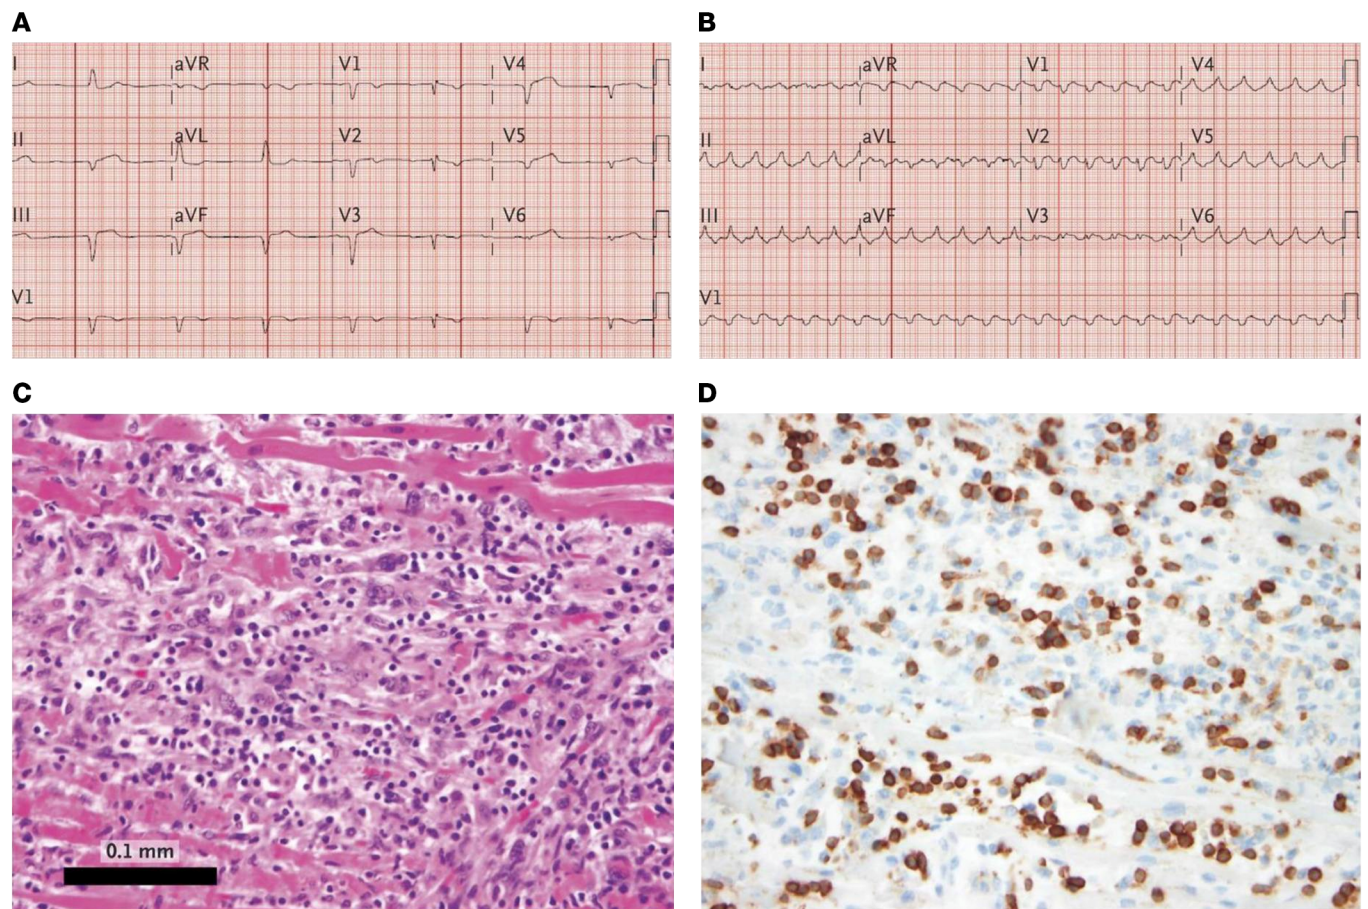 A
B
I aVR V1 V4
II aVL V2 V5
III aVF V3 V6
V1
I aVR V1 V4
II aVL V2 V5
III aVF V3 V6
V1
C
D
0.1 mm